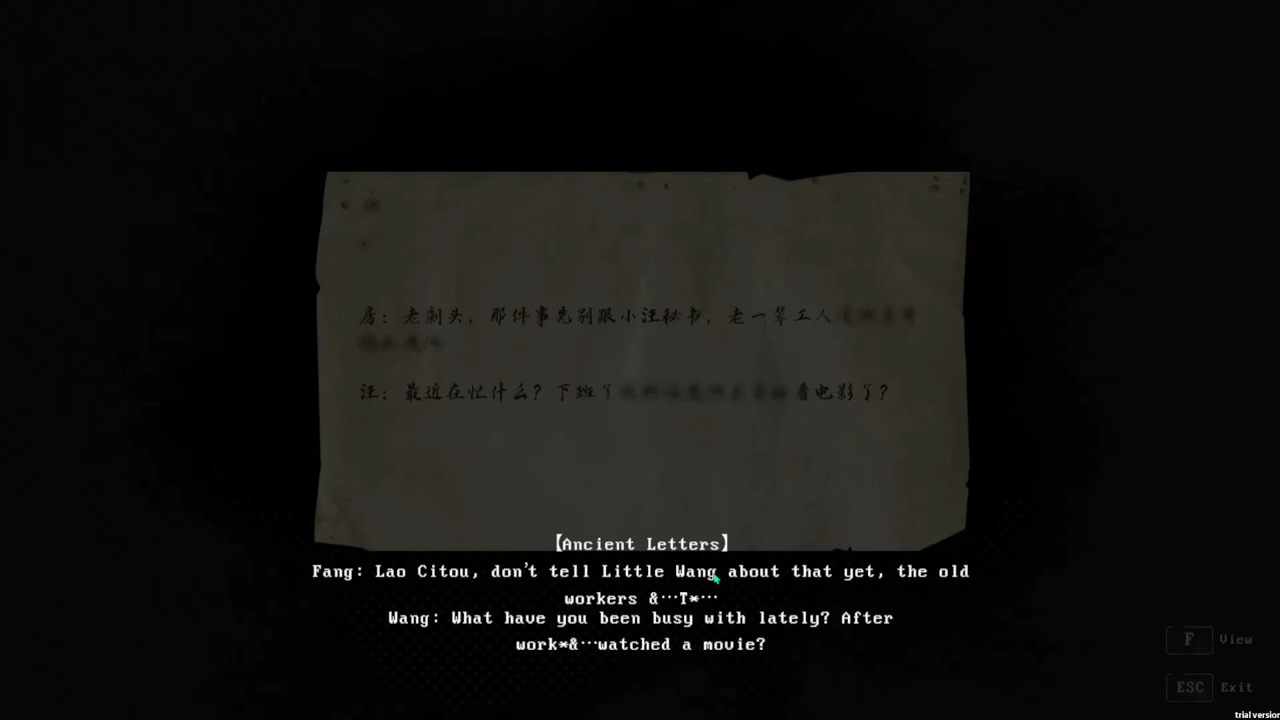 房：老刺头，那件事先别跟小汪秘书，老一辈工人
汪：最近在忙什么？下班丫
看电影丫？
【Ancient Letters】
Fang: Lao Citou, don't tell Little Wang about that yet, the old
workers &…T*…
Wang: What have you been busy with lately? After
work*&…watched a movie?
F View
ESC Exit
trial version